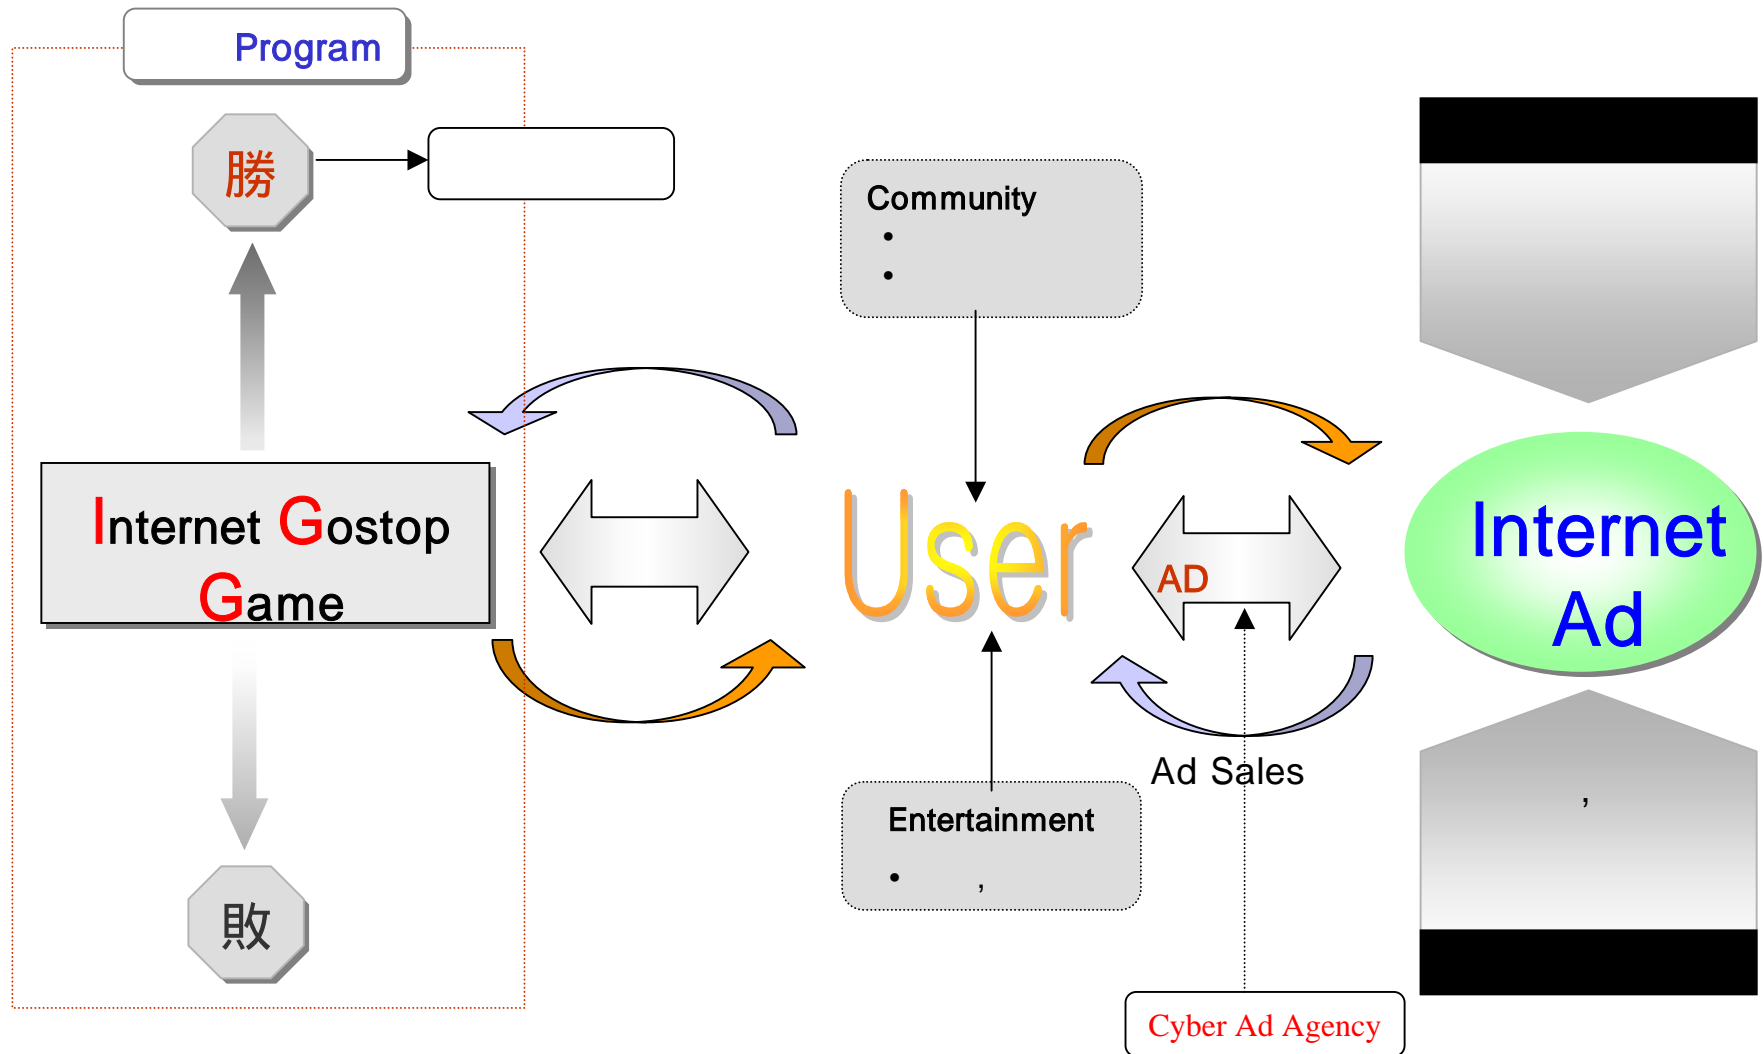 Program
勝
Community
•
•
Internet Gostop
Game
User
AD
Internet
Ad
Ad Sales
Entertainment
• ,
,
敗
Cyber Ad Agency